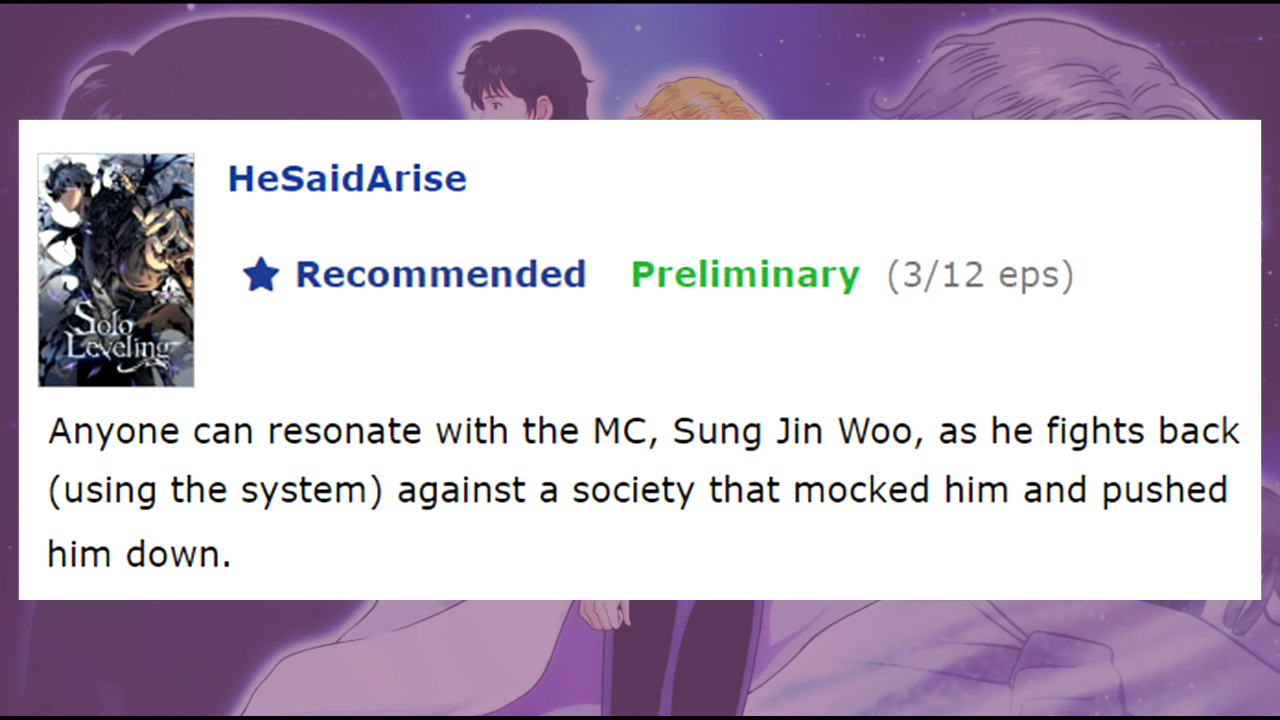 HeSaidArise
Recommended Preliminary (3/12 eps)
Solo
Leveling
Anyone can resonate with the MC, Sung Jin Woo, as he fights back
(using the system) against a society that mocked him and pushed
him down.